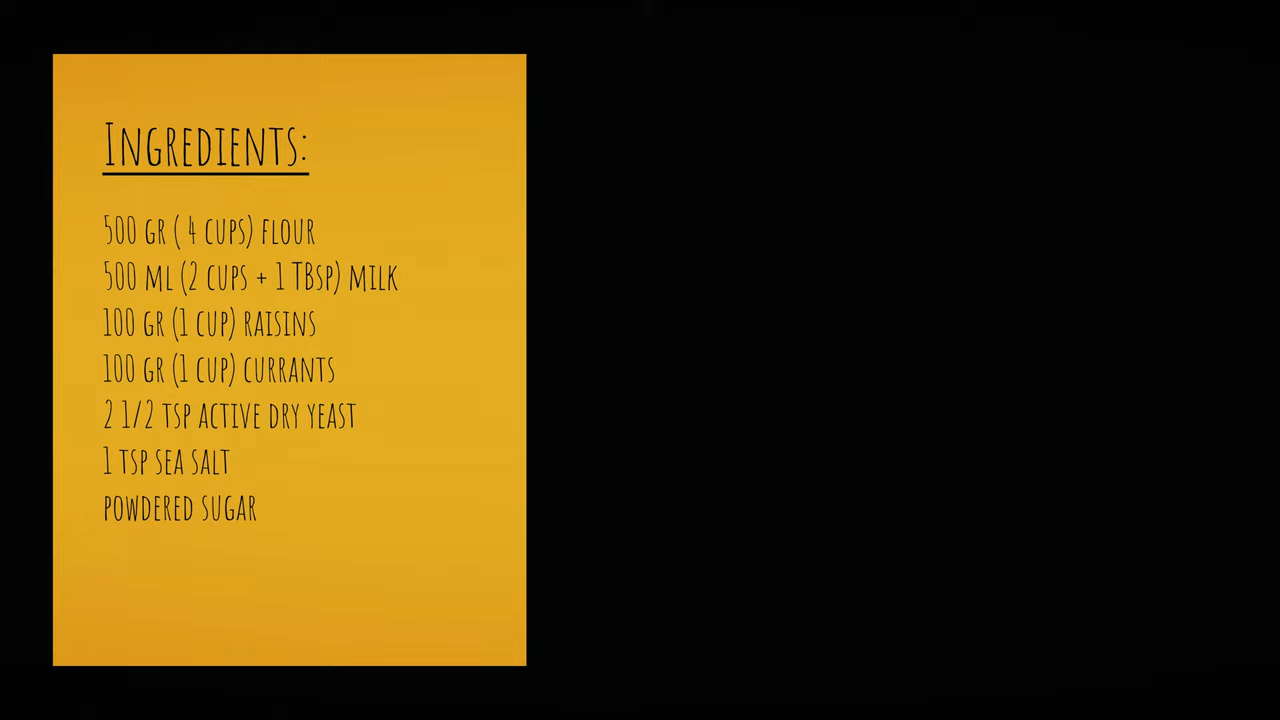 Ingredients:
500 gr ( 4 cups) flour
500 ml (2 cups + 1 TBsp) milk
100 gr (1 cup) raisins
100 gr (1 cup) currants
2 1/2 tsp active dry yeast
1 tsp sea salt
powdered sugar